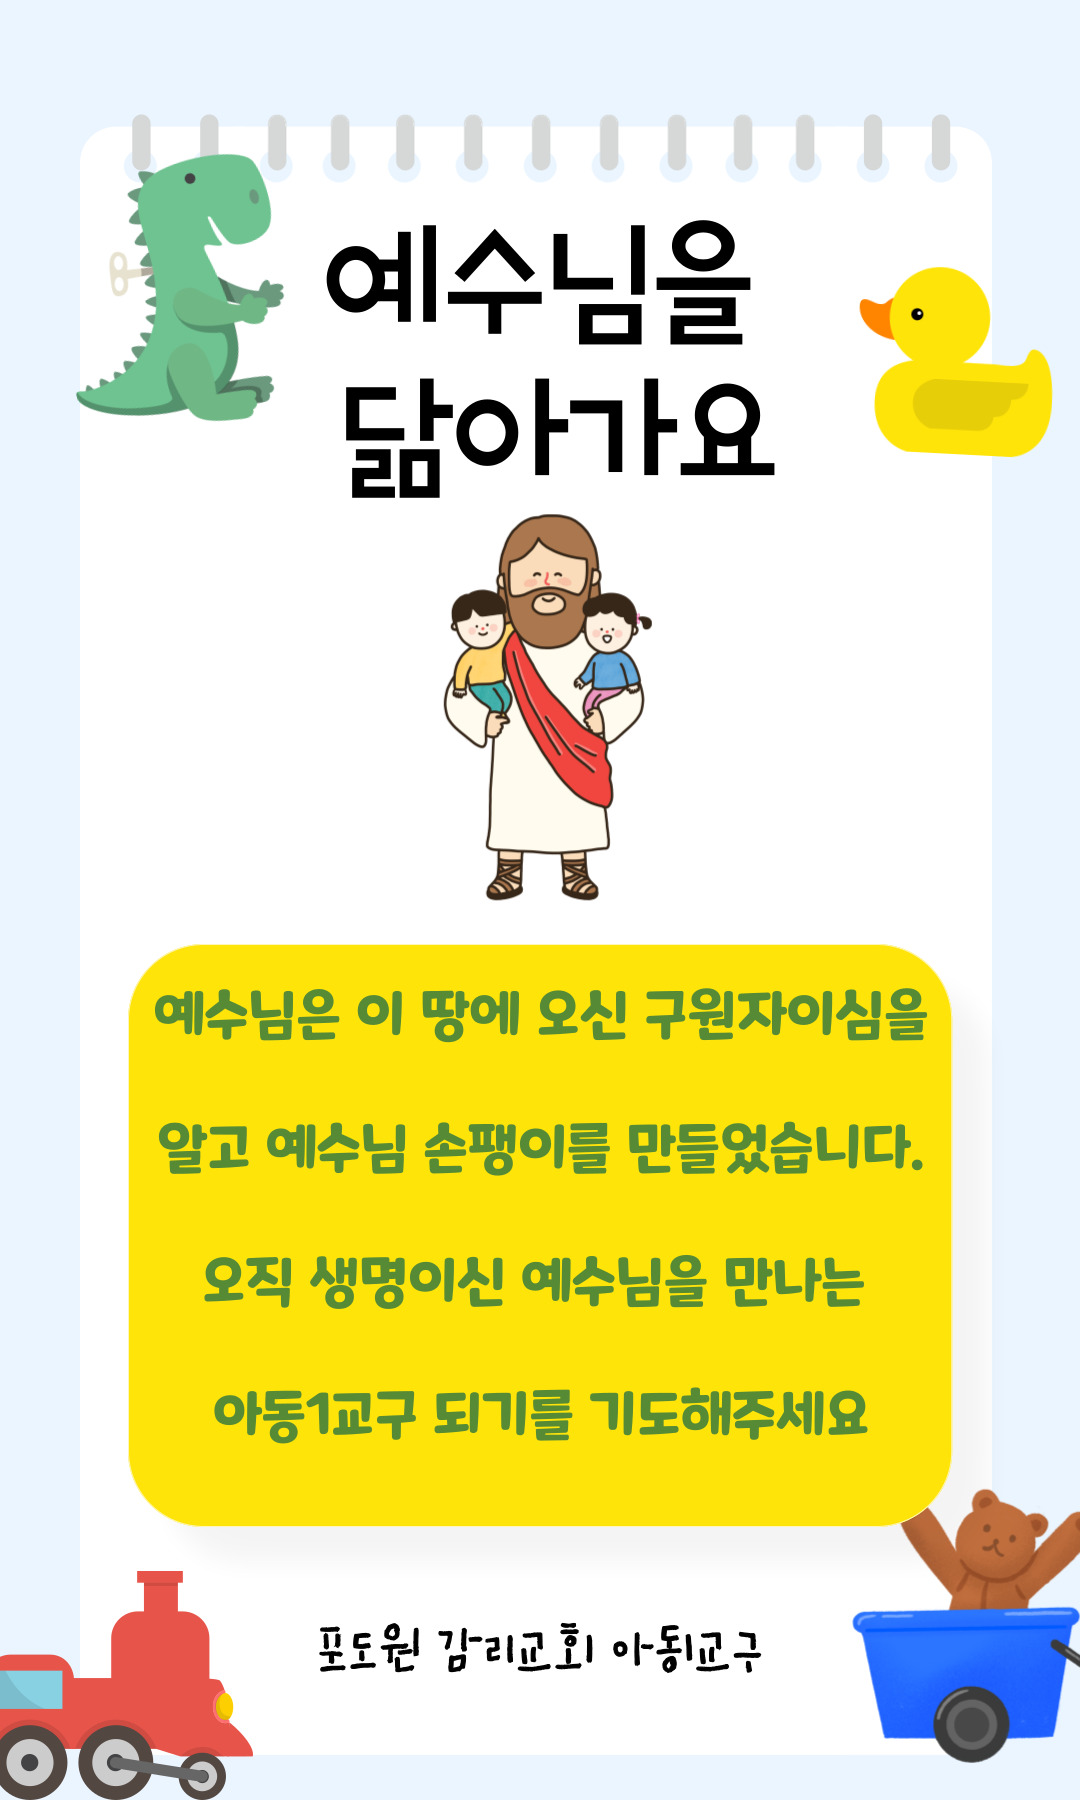 예수님을
닮아가요
예수님은 이 땅에 오신 구원자이심을
알고 예수님 손팽이를 만들었습니다.
오직 생명이신 예수님을 만나는
아동1교구 되기를 기도해주세요
포도원 감리교회 아동1교구